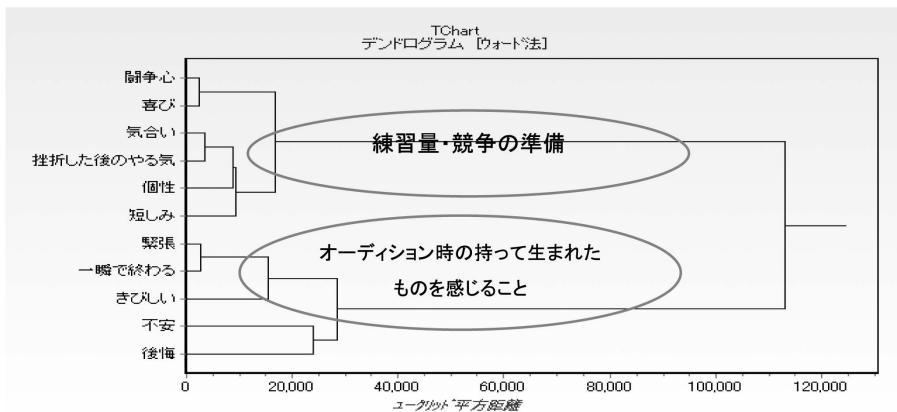 TChart
デンドログラム [ウォード法]
闘争心
喜び
気合い
挫折した後のやる気
個性
短しみ
緊張
一瞬で終わる
きびしい
不安
後悔
練習量・競争の準備
オーディション時の持って生まれた
ものを感じること
0
20,000
40,000
60,000
80,000
100,000
120,000
ユークリッド平方距離